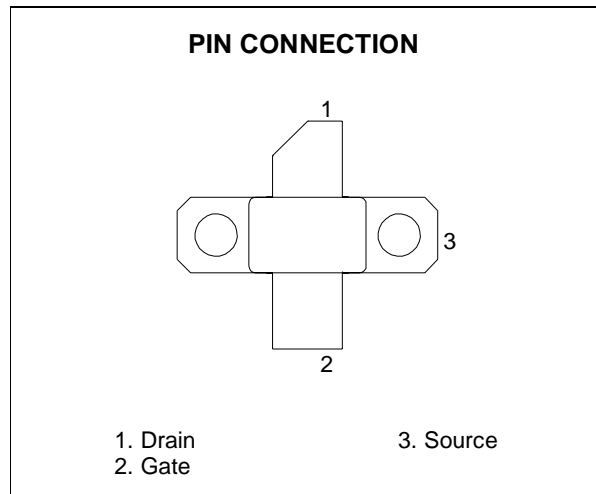 PIN CONNECTION
1
3
2
1. Drain
3. Source
2. Gate